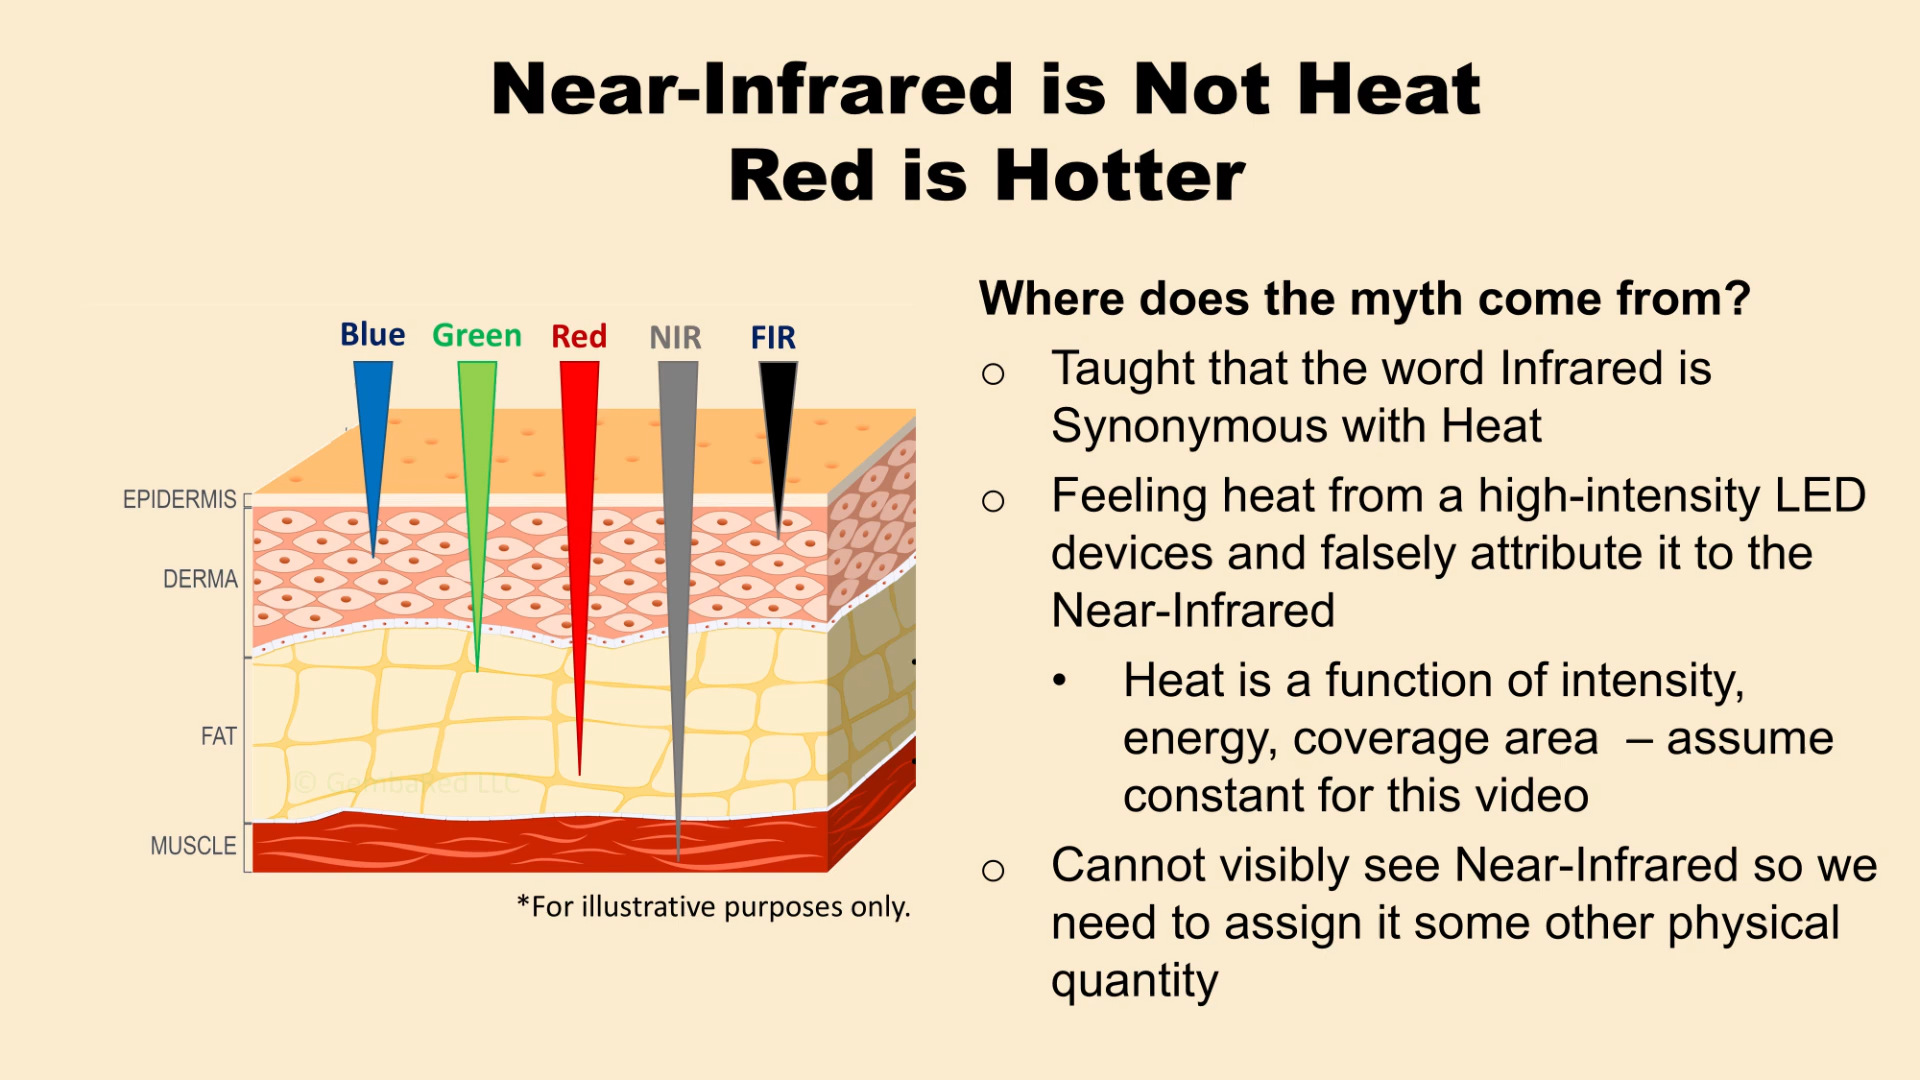 Near-Infrared is Not Heat
Red is Hotter
Blue Green Red NIR FIR
EPIDERMIS
DERMA
FAT
MUSCLE
© GembaRed LLC
*For illustrative purposes only.
Where does the myth come from?
o Taught that the word Infrared is
Synonymous with Heat
o Feeling heat from a high-intensity LED
devices and falsely attribute it to the
Near-Infrared
• Heat is a function of intensity,
energy, coverage area – assume
constant for this video
o Cannot visibly see Near-Infrared so we
need to assign it some other physical
quantity